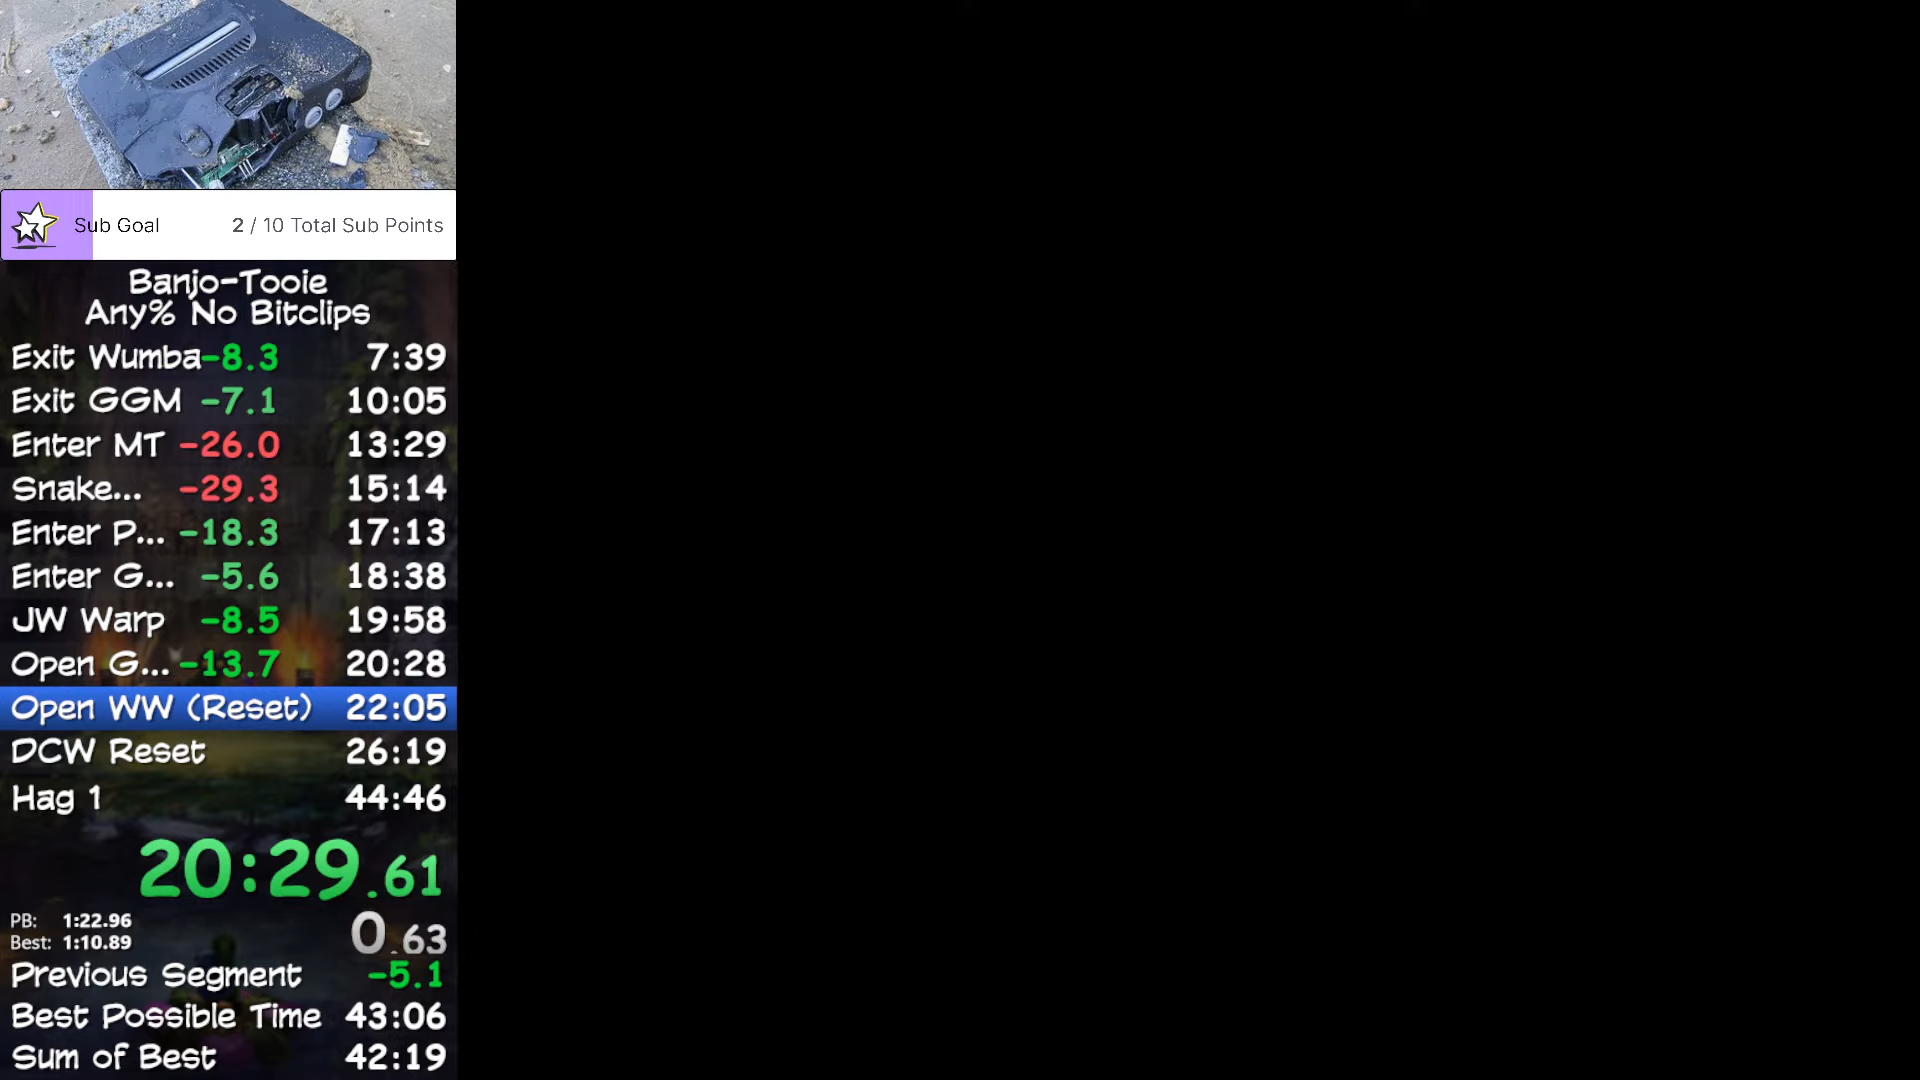 Sub Goal 2 / 10 Total Sub Points
Banjo-Tooie
Any% No Bitclips
Exit Wumba -8.3 7:39
Exit GGM -7.1 10:05
Enter MT -26.0 13:29
Snake... -29.3 15:14
Enter P... -18.3 17:13
Enter G... -5.6 18:38
JW Warp -8.5 19:58
Open G... -13.7 20:28
Open WW (Reset) 22:05
DCW Reset 26:19
Hag 1 44:46
20:29.61
PB: 1:22.96
Best: 1:10.89
0.63
Previous Segment -5.1
Best Possible Time 43:06
Sum of Best 42:19